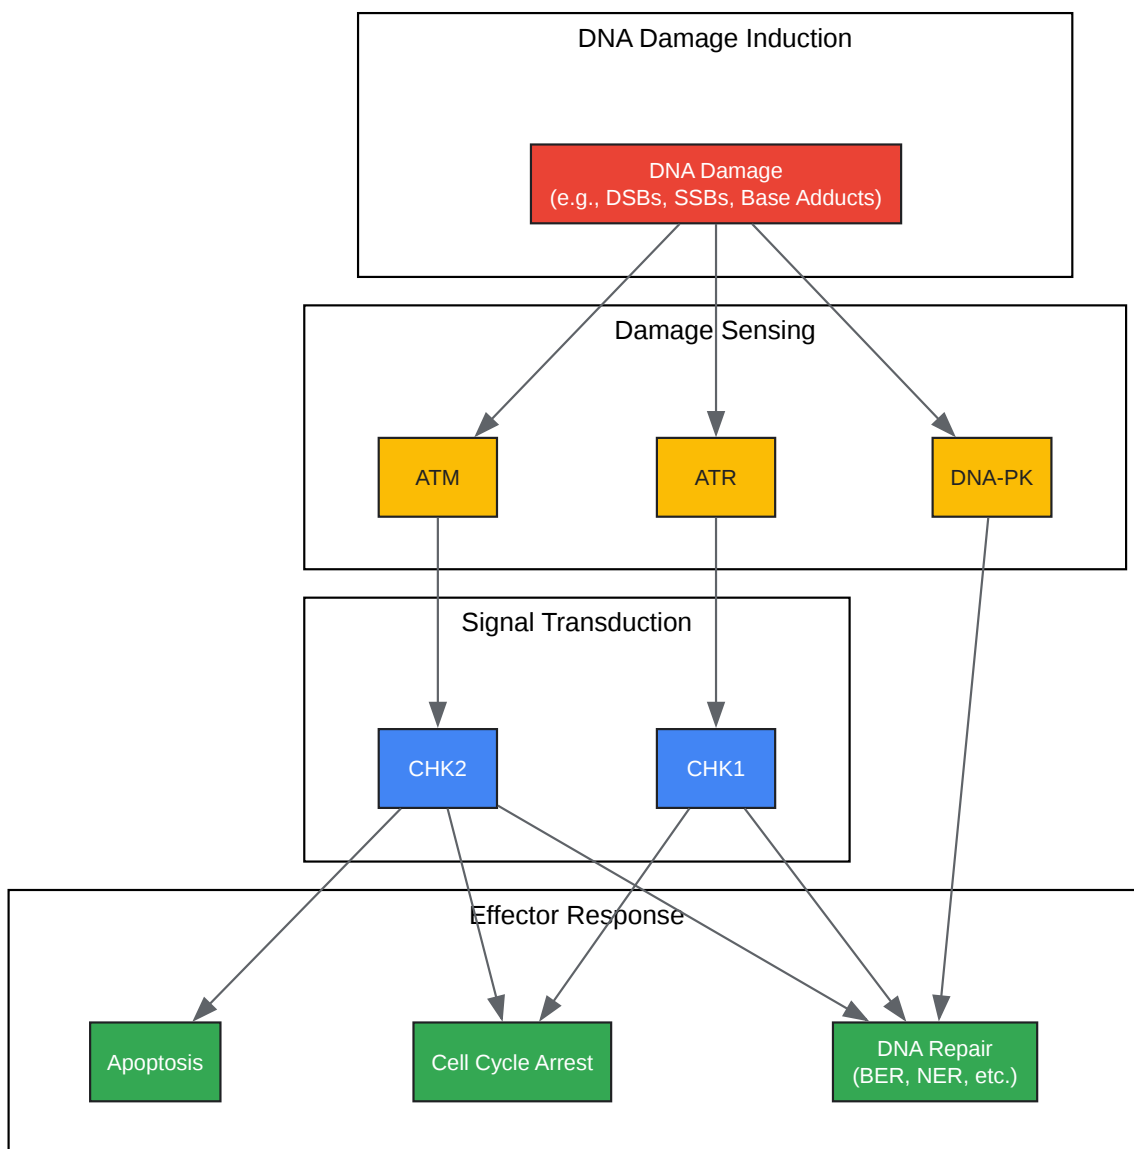 DNA Damage Induction
DNA Damage
(e.g., DSBs, SSBs, Base Adducts)
Damage Sensing
ATM
ATR
DNA-PK
Signal Transduction
CHK2
CHK1
Effector Response
Apoptosis
Cell Cycle Arrest
DNA Repair
(BER, NER, etc.)